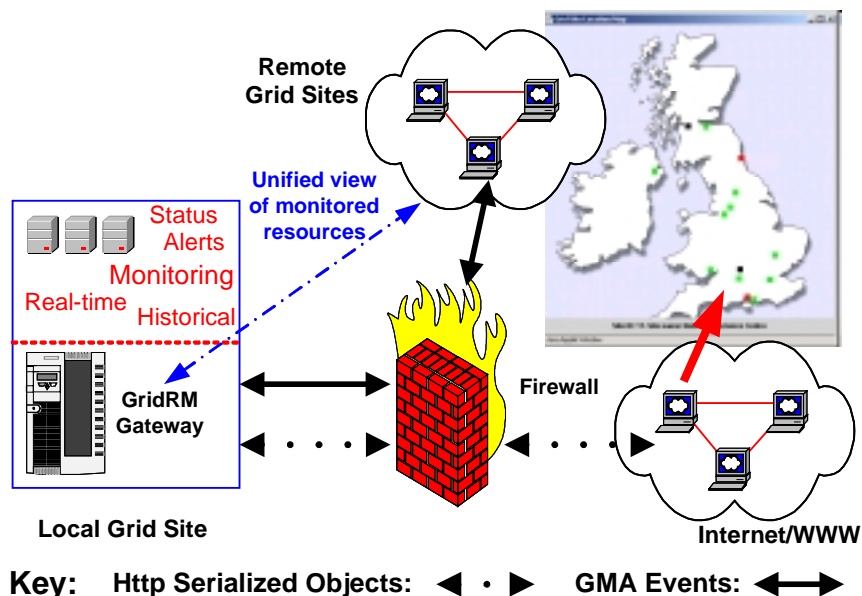 Remote
Grid Sites
Unified view
of monitored
resources
Status
Alerts
Monitoring
Real-time
Historical
GridRM
Gateway
Firewall
Local Grid Site
Internet/WWW
Key: Http Serialized Objects: GMA Events: